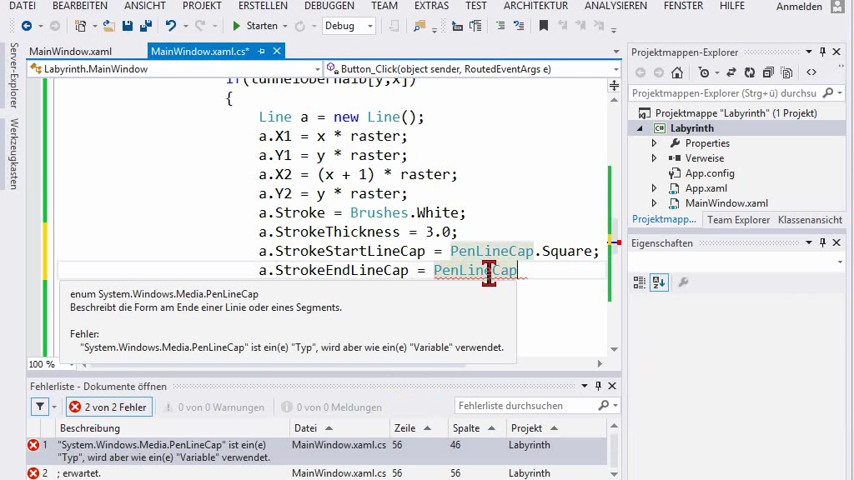 DATEI BEARBEITEN ANSICHT PROJEKT ERSTELLEN DEBUGGEN TEAM EXTRAS TEST ARCHITEKTUR ANALYSIEREN FENSTER HILFE Anmelden
Starten Debug
MainWindow.xaml MainWindow.xaml.cs*
Labyrinth.MainWindow Button_Click(object sender, RoutedEventArgs e)
if(tunnelOberhalb[y,x])
{
Line a = new Line();
a.X1 = x * raster;
a.Y1 = y * raster;
a.X2 = (x + 1) * raster;
a.Y2 = y * raster;
a.Stroke = Brushes.White;
a.StrokeThickness = 3.0;
a.StrokeStartLineCap = PenLineCap.Square;
a.StrokeEndLineCap = PenLineCap
enum System.Windows.Media.PenLineCap
Beschreibt die Form am Ende einer Linie oder eines Segments.
Fehler:
"System.Windows.Media.PenLineCap" ist ein(e) "Typ", wird aber wie ein(e) "Variable" verwendet.
100 %
Fehlerliste - Dokumente öffnen
2 von 2 Fehler 0 von 0 Warnungen 0 von 0 Meldungen Fehlerliste durchsuchen
Beschreibung Datei Zeile Spalte Projekt
1 "System.Windows.Media.PenLineCap" ist ein(e) MainWindow.xaml.cs 56 46 Labyrinth
"Typ", wird aber wie ein(e) "Variable" verwendet.
2 ; erwartet. MainWindow.xaml.cs 56 56 Labyrinth
Server-Explorer
Werkzeugkasten
Projektmappen-Explorer
Projektmappen-Explorer (Strg+ü) durchsu
Projektmappe "Labyrinth" (1 Projekt)
Labyrinth
Properties
Verweise
App.config
App.xaml
MainWindow.xaml
Projektmapp... Team Explorer Klassenansicht
Eigenschaften